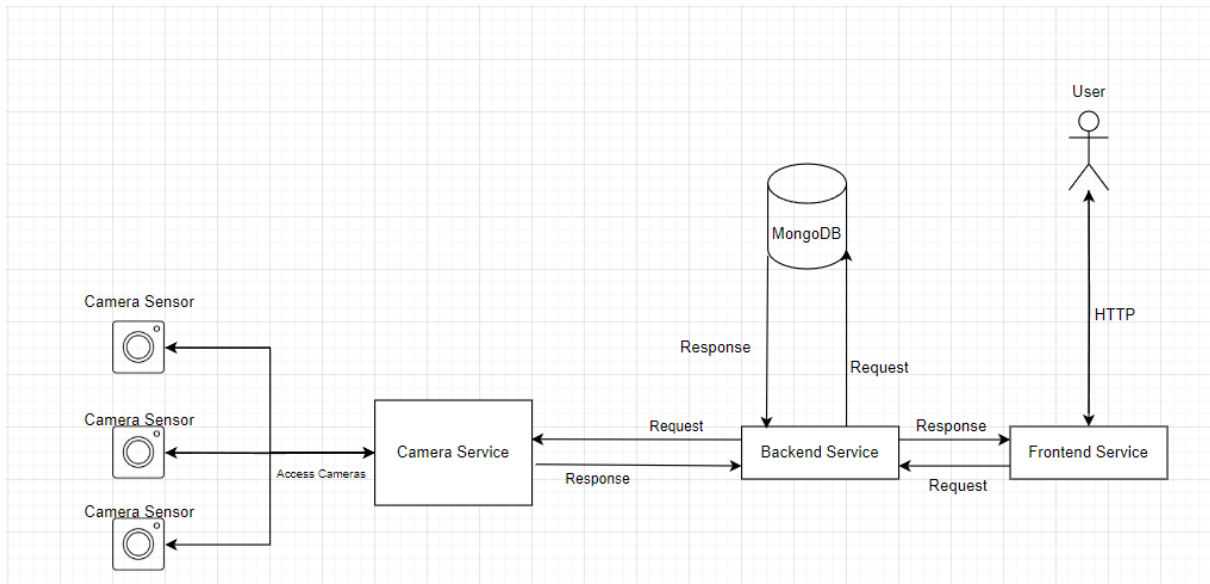 User
MongoDB
Camera Sensor
HTTP
Response
Request
Camera Sensor
Request
Response
Camera Service
Backend Service
Frontend Service
Access Cameras
Response
Request
Camera Sensor